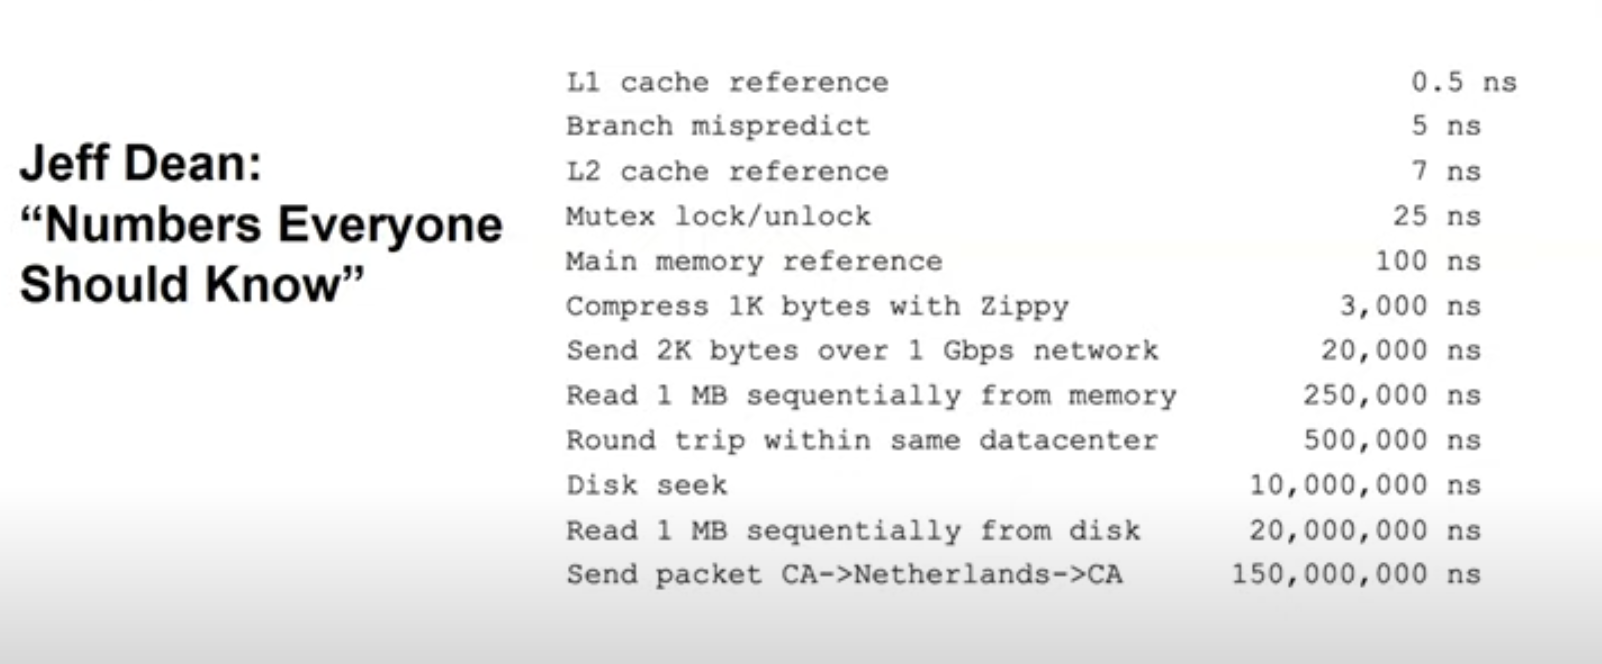 Jeff Dean:
“Numbers Everyone
Should Know”
L1 cache reference 0.5 ns
Branch mispredict 5 ns
L2 cache reference 7 ns
Mutex lock/unlock 25 ns
Main memory reference 100 ns
Compress 1K bytes with Zippy 3,000 ns
Send 2K bytes over 1 Gbps network 20,000 ns
Read 1 MB sequentially from memory 250,000 ns
Round trip within same datacenter 500,000 ns
Disk seek 10,000,000 ns
Read 1 MB sequentially from disk 20,000,000 ns
Send packet CA->Netherlands->CA 150,000,000 ns